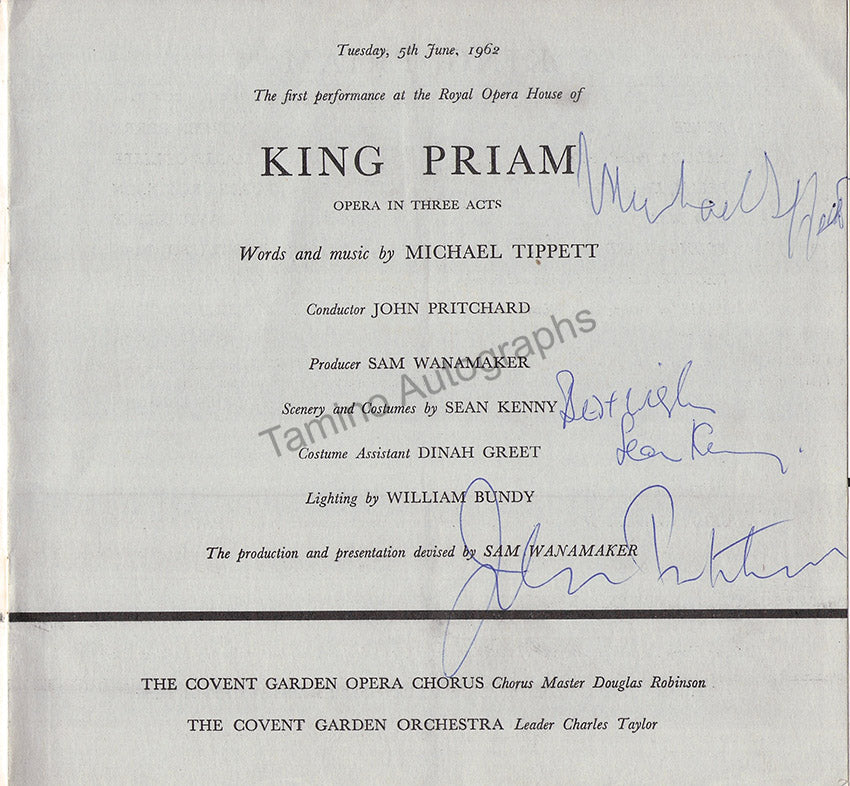 Tuesday, 5th June, 1962
The first performance at the Royal Opera House of
KING PRIAM
Michael Tippett
OPERA IN THREE ACTS
Words and music by MICHAEL TIPPETT
Conductor JOHN PRITCHARD
Producer SAM WANAMAKER
Tamino Autographs
Scenery and Costumes by SEAN KENNY
Best wishes
Sean Kenny.
Costume Assistant DINAH GREET
Lighting by WILLIAM BUNDY
John Pritchard
The production and presentation devised by SAM WANAMAKER
THE COVENT GARDEN OPERA CHORUS Chorus Master Douglas Robinson
THE COVENT GARDEN ORCHESTRA Leader Charles Taylor